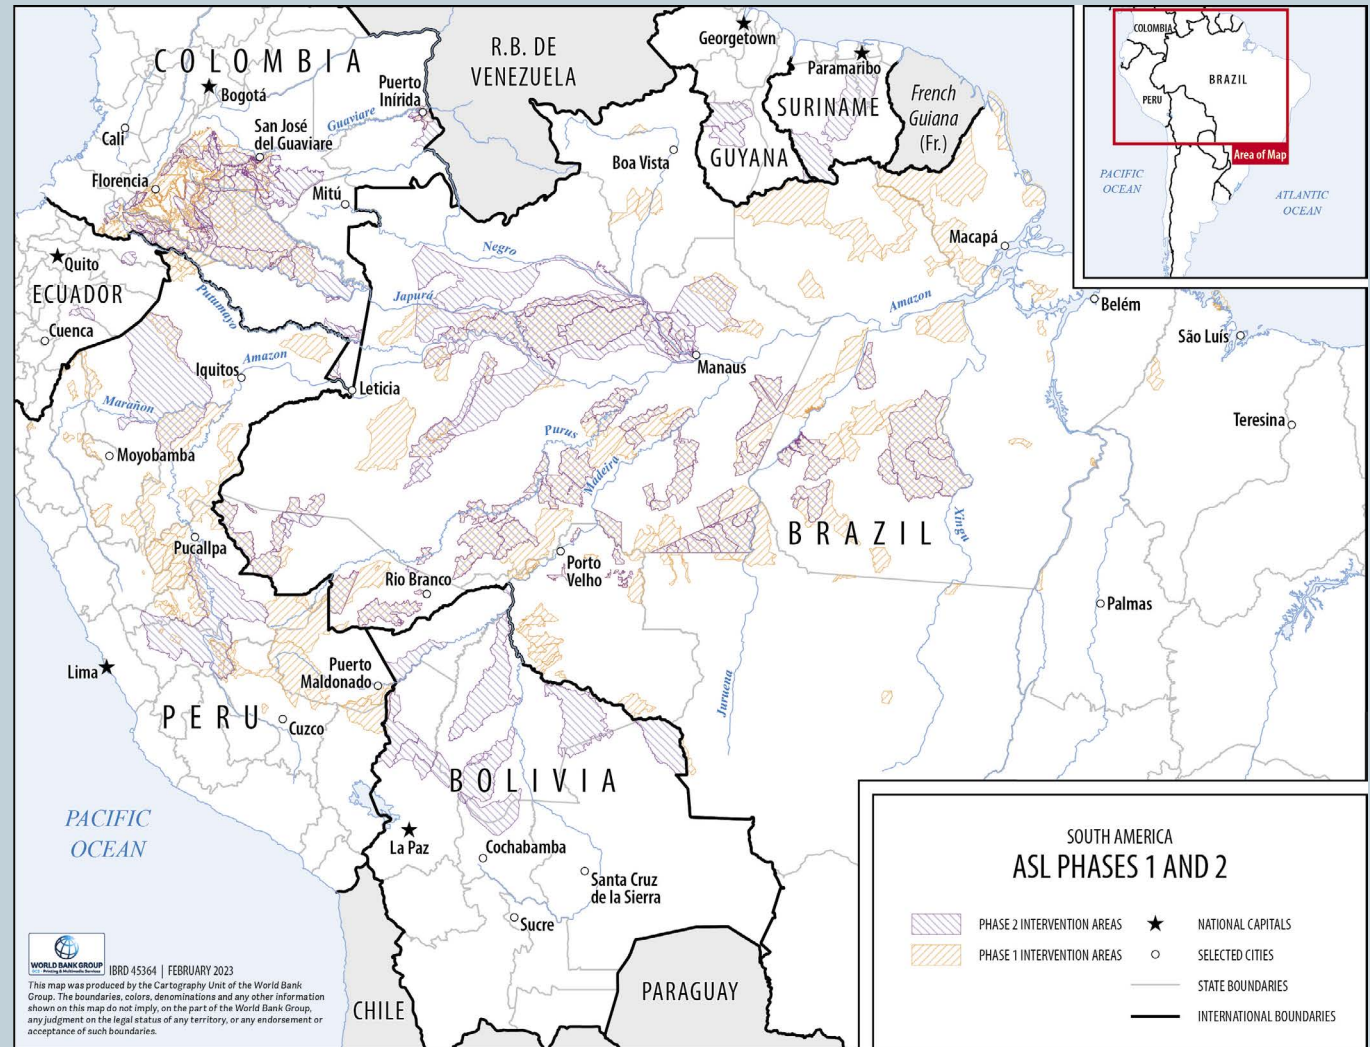 COLOMBIA
R.B. DE
VENEZUELA
Georgetown
Paramaribo
SURINAME
French
Guiana
(Fr.)
GUYANA
Bogotá
Puerto
Inírida
Guaviare
Cali
San José
del Guaviare
Florencia
Mitú
Boa Vista
Macapá
Negro
Quito
ECUADOR
Putumayo
Japurá
Amazon
Belém
Cuenca
São Luís
Amazon
Iquitos
Leticia
Manaus
Marañon
Teresina
Moyobamba
Purus
Madeira
BRAZIL
Xingu
Pucallpa
Porto
Velho
Rio Branco
Palmas
Lima
Puerto
Maldonado
Juruena
PERU
Cuzco
BOLIVIA
PACIFIC
OCEAN
La Paz
Cochabamba
Santa Cruz
de la Sierra
Sucre
CHILE
PARAGUAY
COLOMBIA
BRAZIL
PERU
Area of Map
PACIFIC
OCEAN
ATLANTIC
OCEAN
SOUTH AMERICA
ASL PHASES 1 AND 2
PHASE 2 INTERVENTION AREAS
PHASE 1 INTERVENTION AREAS
NATIONAL CAPITALS
SELECTED CITIES
STATE BOUNDARIES
INTERNATIONAL BOUNDARIES
WORLD BANK GROUP
Printing & Multimedia Services
IBRD 45364 | FEBRUARY 2023
This map was produced by the Cartography Unit of the World Bank
Group. The boundaries, colors, denominations and any other information
shown on this map do not imply, on the part of the World Bank Group,
any judgment on the legal status of any territory, or any endorsement or
acceptance of such boundaries.